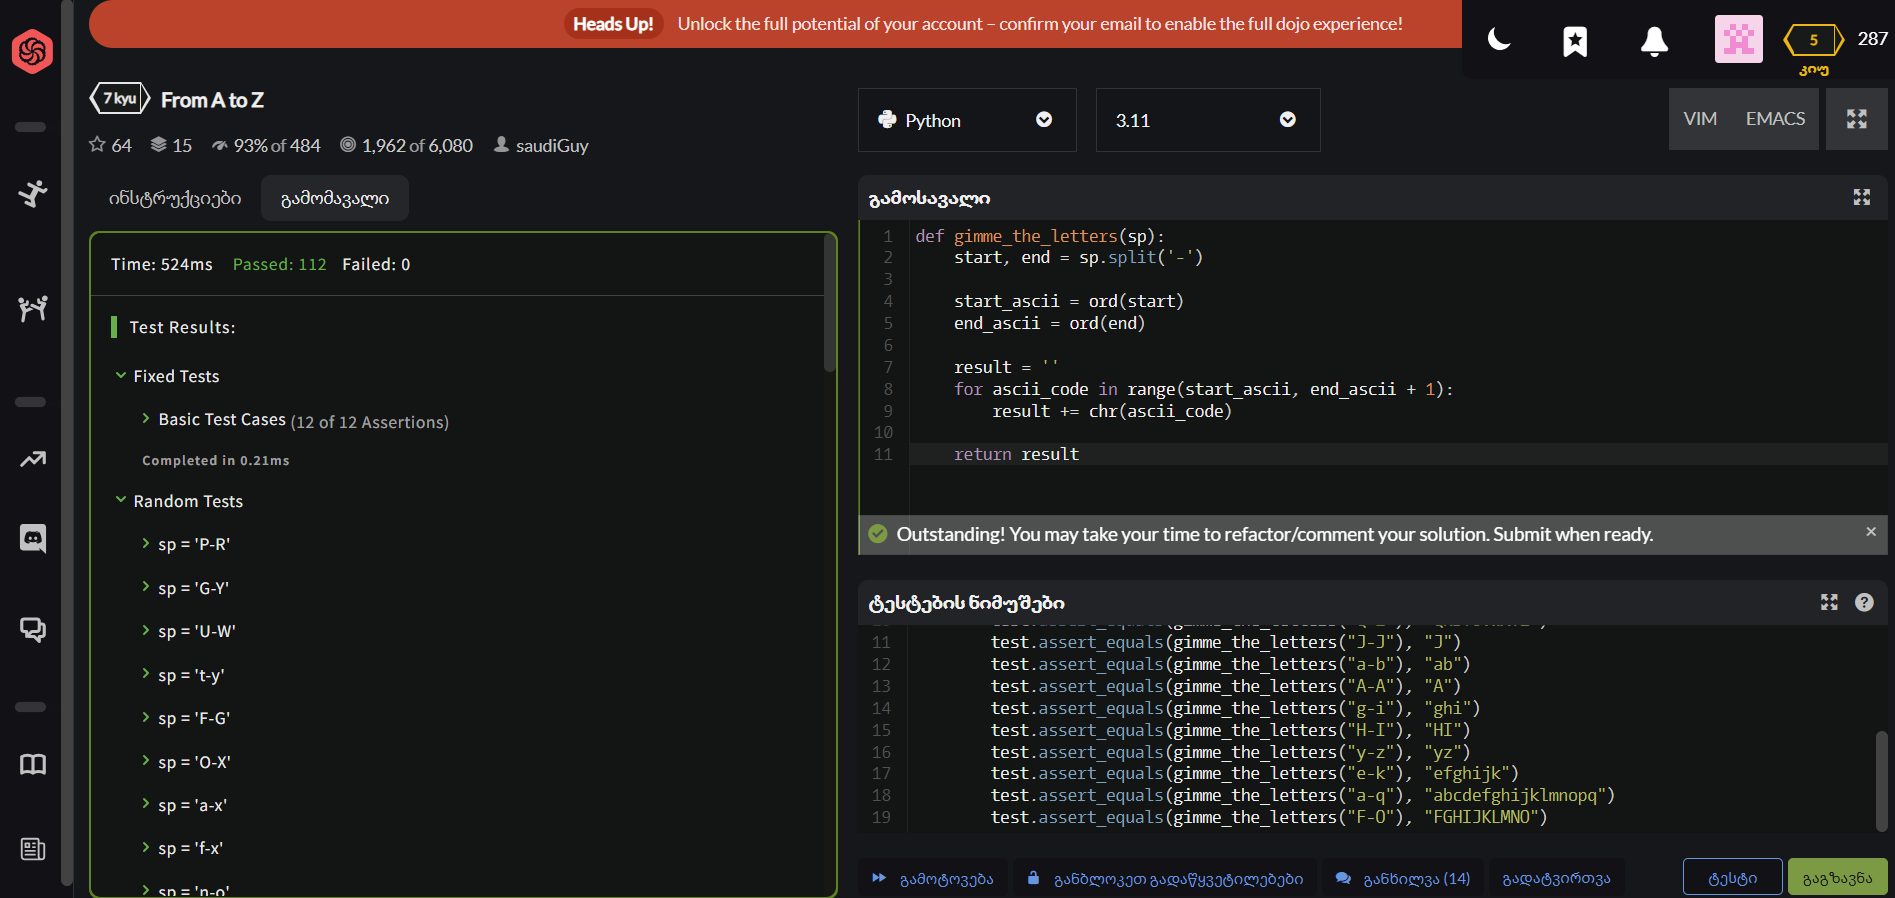 Heads Up! Unlock the full potential of your account – confirm your email to enable the full dojo experience!
5 287
კიუ
7 kyu From A to Z
64 15 93% of 484 1,962 of 6,080 saudiGuy
Python 3.11 VIM EMACS
ინსტრუქციები გამომავალი
Time: 524ms Passed: 112 Failed: 0
Test Results:
Fixed Tests
Basic Test Cases (12 of 12 Assertions)
Completed in 0.21ms
Random Tests
sp = 'P-R'
sp = 'G-Y'
sp = 'U-W'
sp = 't-y'
sp = 'F-G'
sp = 'O-X'
sp = 'a-x'
sp = 'f-x'
sp = 'n-o'
გამოსავალი
1 def gimme_the_letters(sp):
2     start, end = sp.split('-')
3
4     start_ascii = ord(start)
5     end_ascii = ord(end)
6
7     result = ''
8     for ascii_code in range(start_ascii, end_ascii + 1):
9         result += chr(ascii_code)
10
11     return result
Outstanding! You may take your time to refactor/comment your solution. Submit when ready. ×
ტესტების ნიმუშები ?
11 test.assert_equals(gimme_the_letters("J-J"), "J")
12 test.assert_equals(gimme_the_letters("a-b"), "ab")
13 test.assert_equals(gimme_the_letters("A-A"), "A")
14 test.assert_equals(gimme_the_letters("g-i"), "ghi")
15 test.assert_equals(gimme_the_letters("H-I"), "HI")
16 test.assert_equals(gimme_the_letters("y-z"), "yz")
17 test.assert_equals(gimme_the_letters("e-k"), "efghijk")
18 test.assert_equals(gimme_the_letters("a-q"), "abcdefghijklmnopq")
19 test.assert_equals(gimme_the_letters("F-O"), "FGHIJKLMNO")
გამოტოვება განბლოკეთ გადაწყვეტილებები განხილვა (14) გადატვირთვა ტესტი გაგზავნა